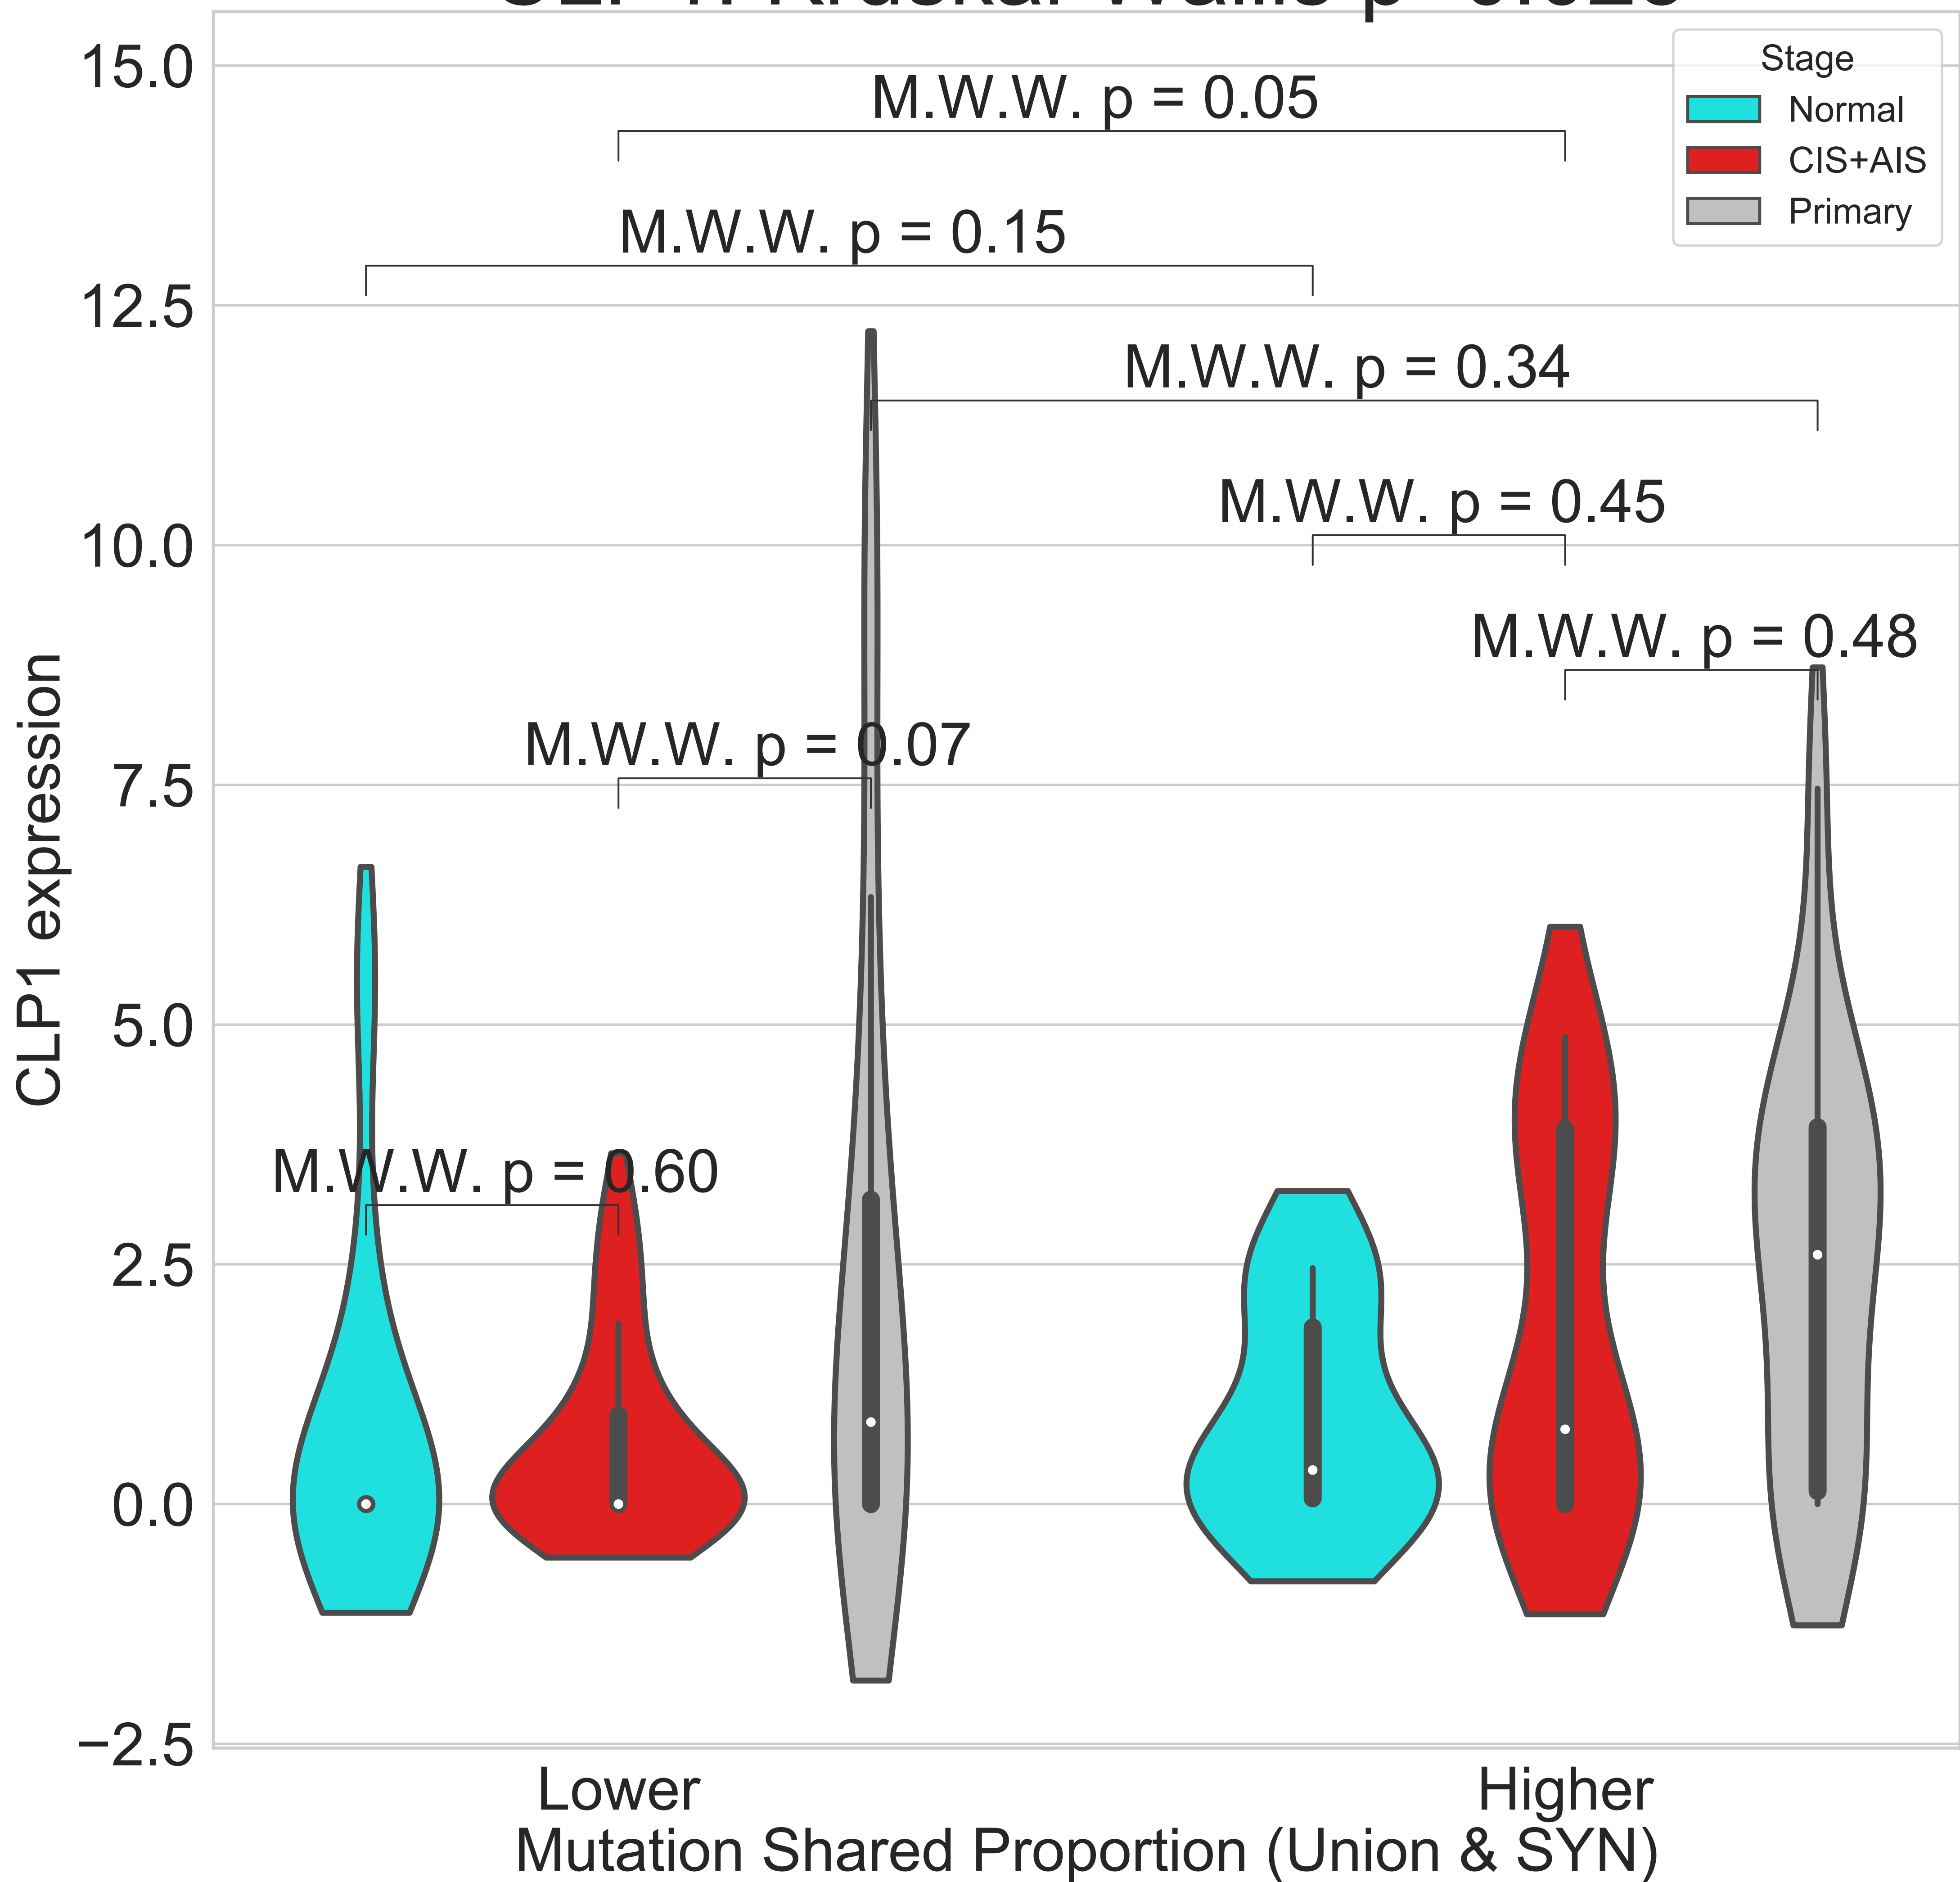 15.0
12.5
10.0
7.5
5.0
2.5
0.0
−2.5
CLP1 expression
Stage
Normal
CIS+AIS
Primary
M.W.W. p = 0.05
M.W.W. p = 0.15
M.W.W. p = 0.34
M.W.W. p = 0.45
M.W.W. p = 0.48
M.W.W. p = 0.07
M.W.W. p = 0.60
Lower
Higher
Mutation Shared Proportion (Union & SYN)